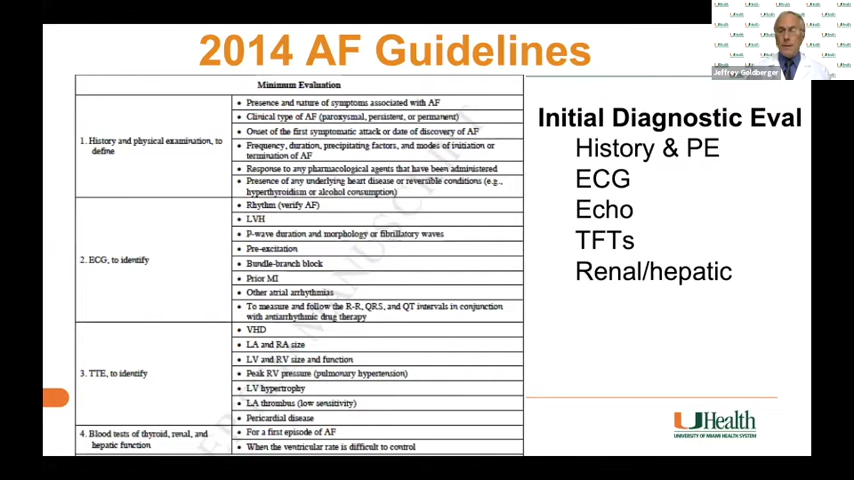 2014 AF Guidelines
Jeffrey Goldberger
Minimum Evaluation
1. History and physical examination, to
define
• Presence and nature of symptoms associated with AF
• Clinical type of AF (paroxysmal, persistent, or permanent)
• Onset of the first symptomatic attack or date of discovery of AF
• Frequency, duration, precipitating factors, and modes of initiation or
termination of AF
• Response to any pharmacological agents that have been administered
• Presence of any underlying heart disease or reversible conditions (e.g.,
hyperthyroidism or alcohol consumption)
2. ECG, to identify
• Rhythm (verify AF)
• LVH
• P-wave duration and morphology or fibrillatory waves
• Pre-excitation
• Bundle-branch block
• Prior MI
• Other atrial arrhythmias
• To measure and follow the R-R, QRS, and QT intervals in conjunction
with antiarrhythmic drug therapy
3. TTE, to identify
• VHD
• LA and RA size
• LV and RV size and function
• Peak RV pressure (pulmonary hypertension)
• LV hypertrophy
• LA thrombus (low sensitivity)
• Pericardial disease
4. Blood tests of thyroid, renal, and
hepatic function
• For a first episode of AF
• When the ventricular rate is difficult to control
Initial Diagnostic Eval
History & PE
ECG
Echo
TFTs
Renal/hepatic
UHealth
UNIVERSITY OF MIAMI HEALTH SYSTEM